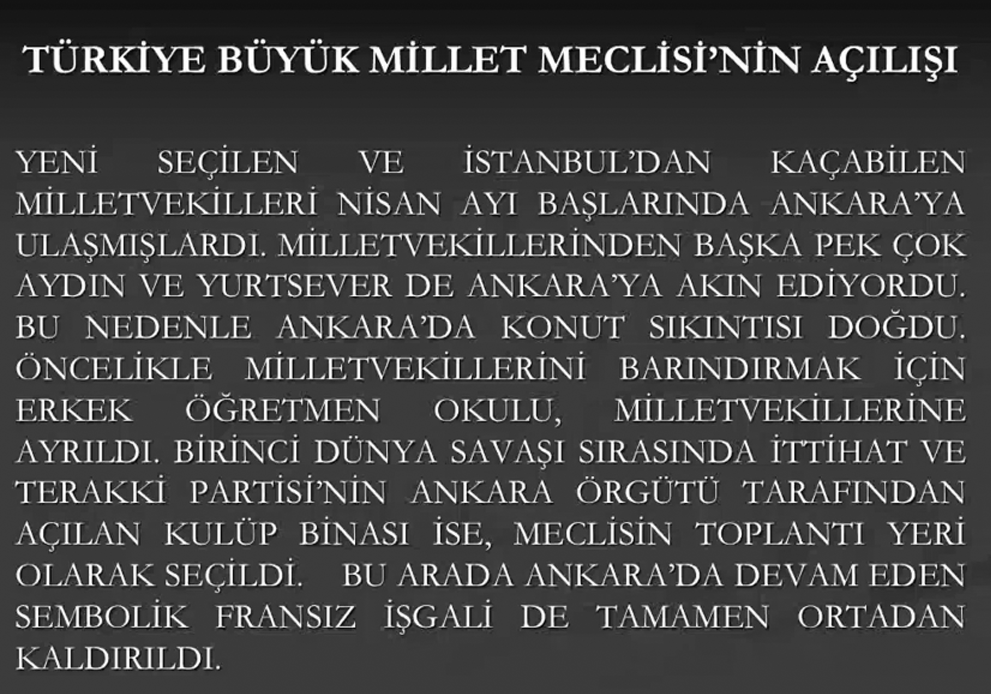 TÜRKİYE BÜYÜK MİLLET MECLİSİ'NİN AÇILIŞI
YENİ SEÇİLEN VE İSTANBUL'DAN KAÇABİLEN
MİLLETVEKİLLERİ NİSAN AYI BAŞLARINDA ANKARA'YA
ULAŞMIŞLARDI. MİLLETVEKİLLERİNDEN BAŞKA PEK ÇOK
AYDIN VE YURTSEVER DE ANKARA'YA AKIN EDİYORDU.
BU NEDENLE ANKARA'DA KONUT SIKINTISI DOĞDU.
ÖNCELİKLE MİLLETVEKİLLERİNİ BARINDIRMAK İÇİN
ERKEK ÖĞRETMEN OKULU, MİLLETVEKİLLERİNE
AYRILDI. BİRİNCİ DÜNYA SAVAŞI SIRASINDA İTTİHAT VE
TERAKKİ PARTİSİ'NİN ANKARA ÖRGÜTÜ TARAFINDAN
AÇILAN KULÜP BİNASI İSE, MECLİSİN TOPLANTI YERİ
OLARAK SEÇİLDİ. BU ARADA ANKARA'DA DEVAM EDEN
SEMBOLİK FRANSIZ İŞGALİ DE TAMAMEN ORTADAN
KALDIRILDI.